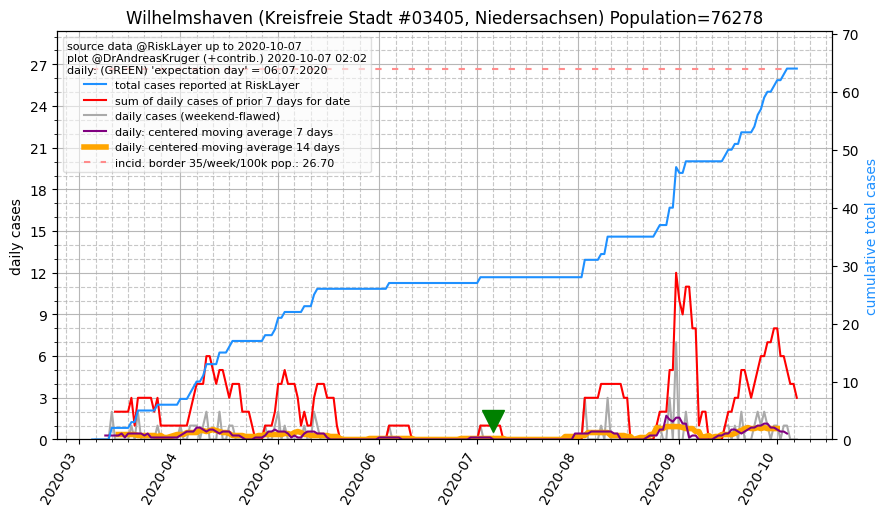 Wilhelmshaven (Kreisfreie Stadt #03405, Niedersachsen) Population=76278
source data @RiskLayer up to 2020-10-07
plot @DrAndreasKruger (+contrib.) 2020-10-07 02:02
daily: (GREEN) 'expectation day' = 06.07.2020
total cases reported at RiskLayer
sum of daily cases of prior 7 days for date
daily cases (weekend-flawed)
daily: centered moving average 7 days
daily: centered moving average 14 days
incid. border 35/week/100k pop.: 26.70
daily cases
27
24
21
18
15
12
9
6
3
0
70
60
50
40
30
20
10
0
cumulative total cases
2020-03
2020-04
2020-05
2020-06
2020-07
2020-08
2020-09
2020-10